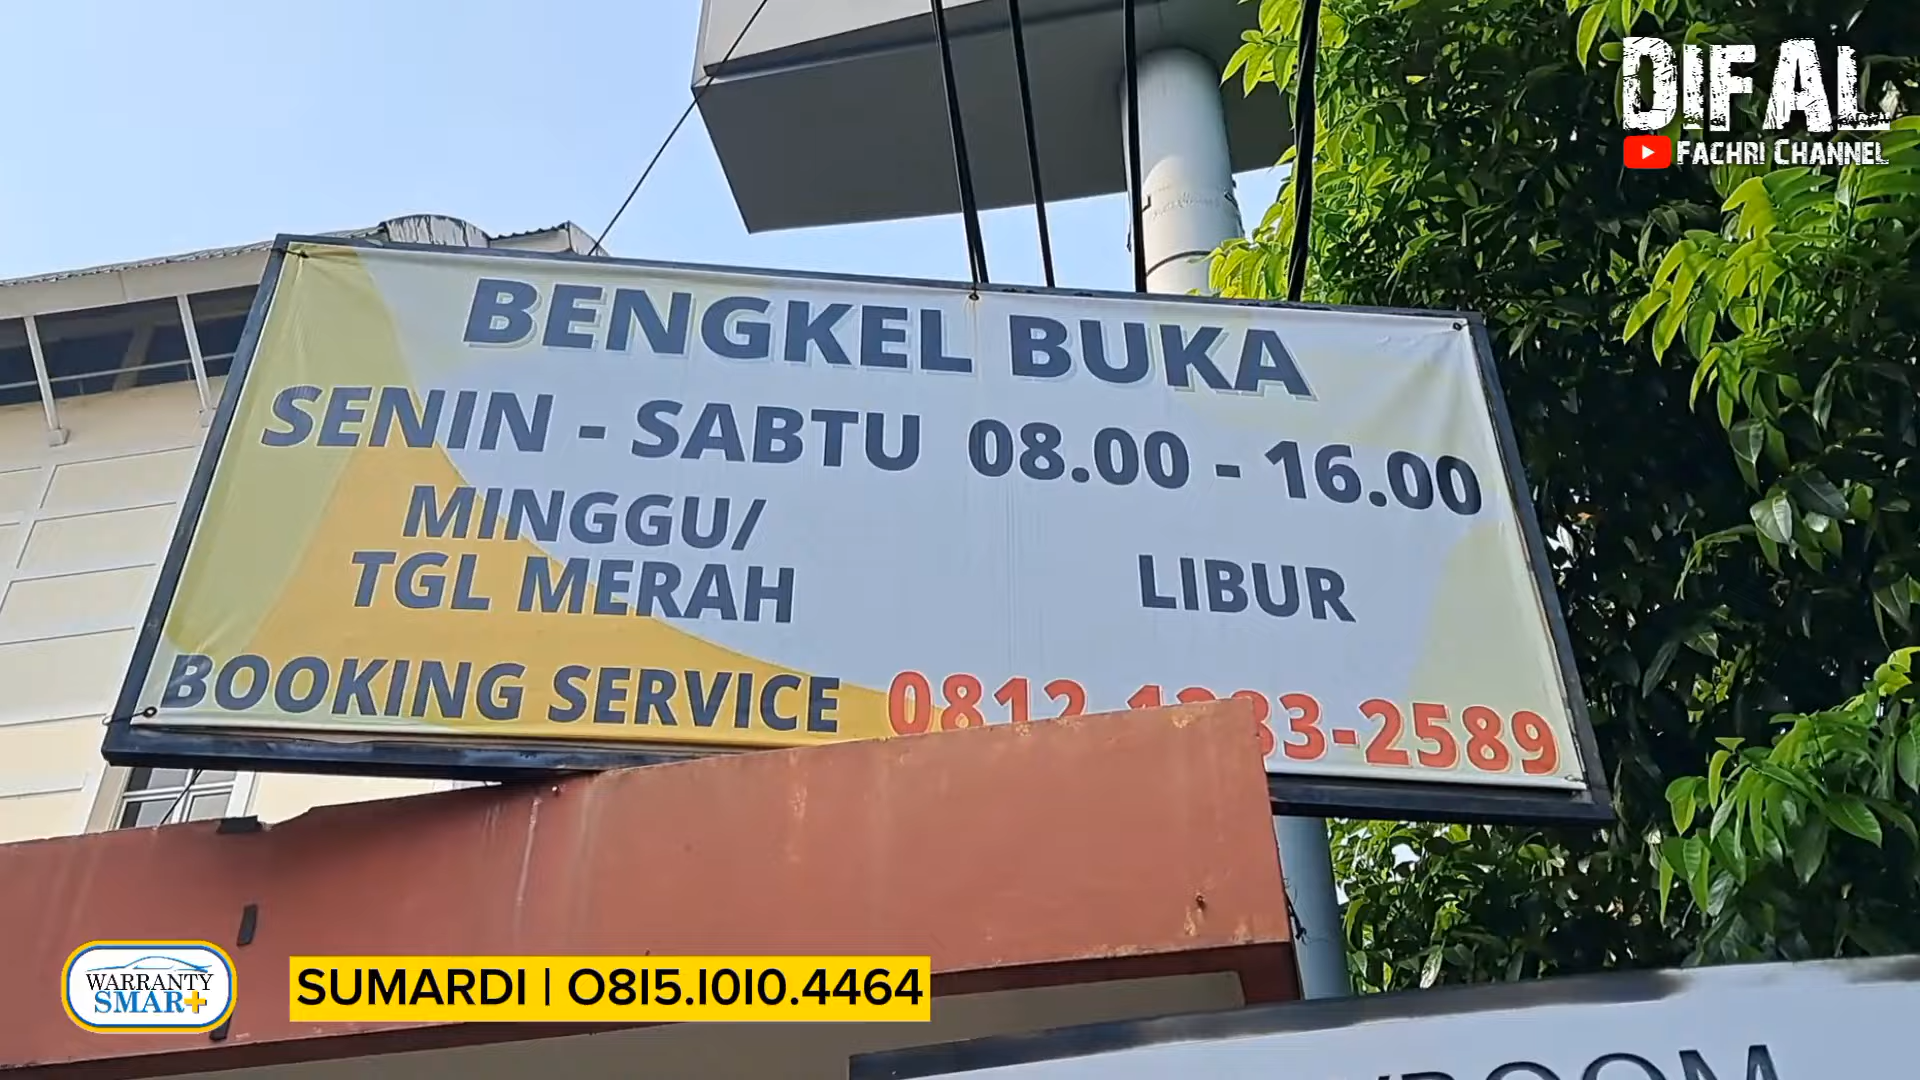 DIFAL
FACHRI CHANNEL
BENGKEL BUKA
SENIN - SABTU 08.00 - 16.00
MINGGU/
TGL MERAH LIBUR
BOOKING SERVICE
WARRANTY
SMAR+
SUMARDI | 0815.1010.4464